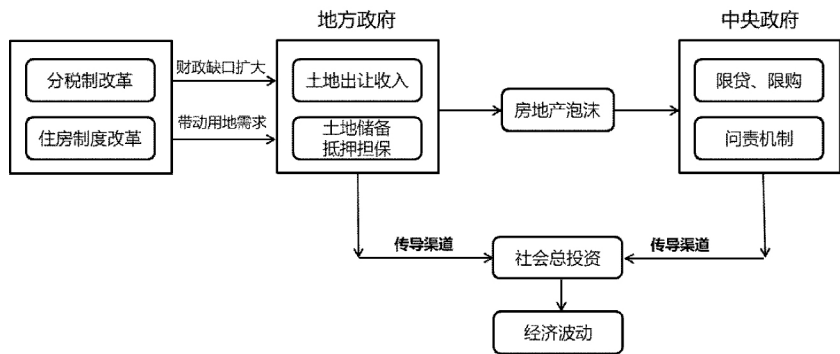 地方政府
中央政府
分税制改革
财政缺口扩大
土地出让收入
房地产泡沫
限贷、限购
住房制度改革
带动用地需求
土地储备
抵押担保
问责机制
传导渠道
社会总投资
传导渠道
经济波动